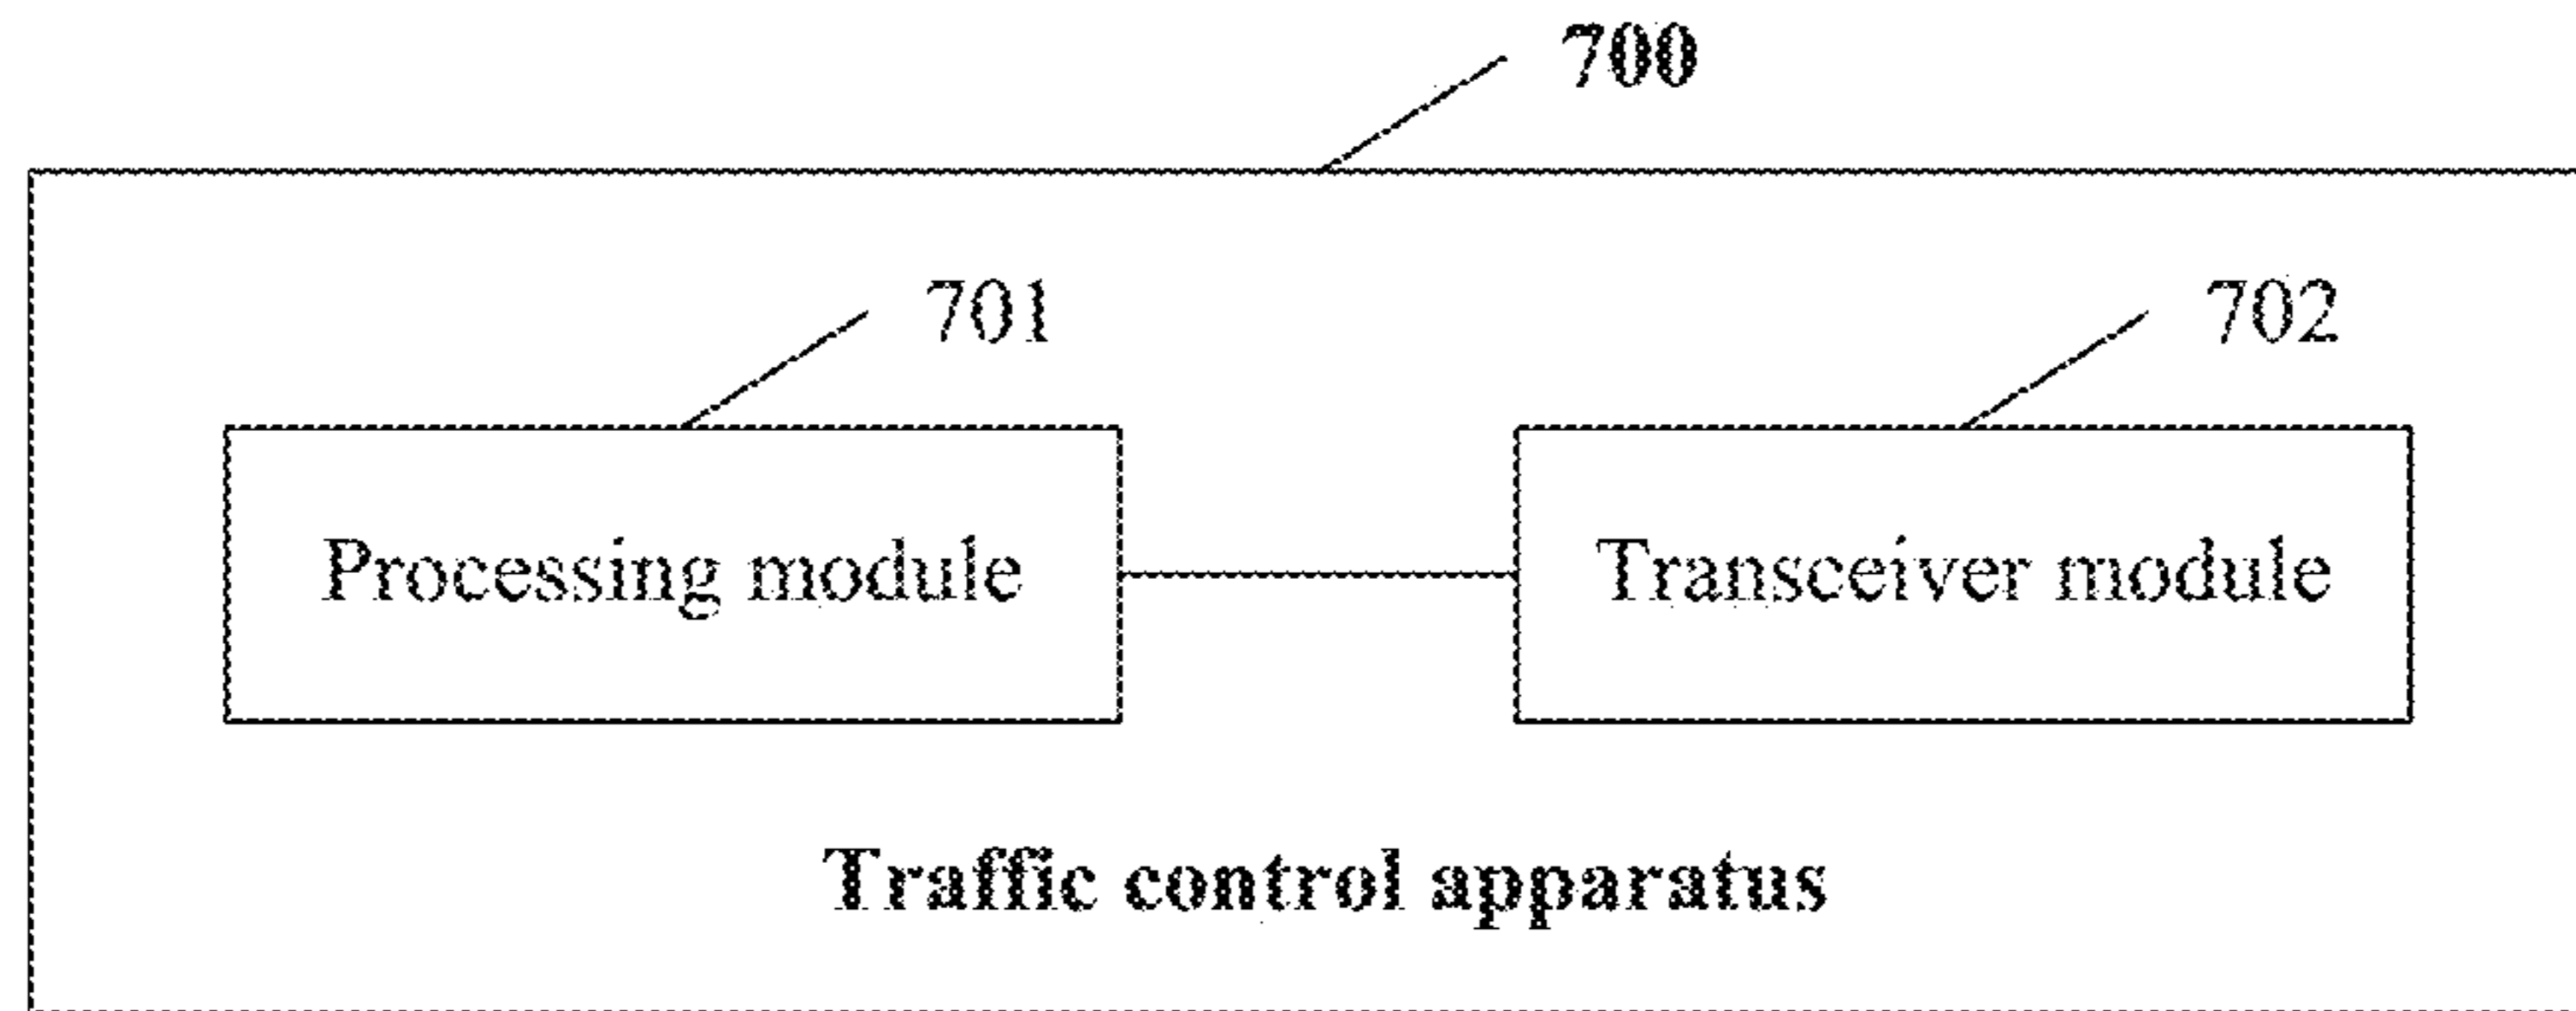 700
701
702
Processing module
Transceiver module
Traffic control apparatus